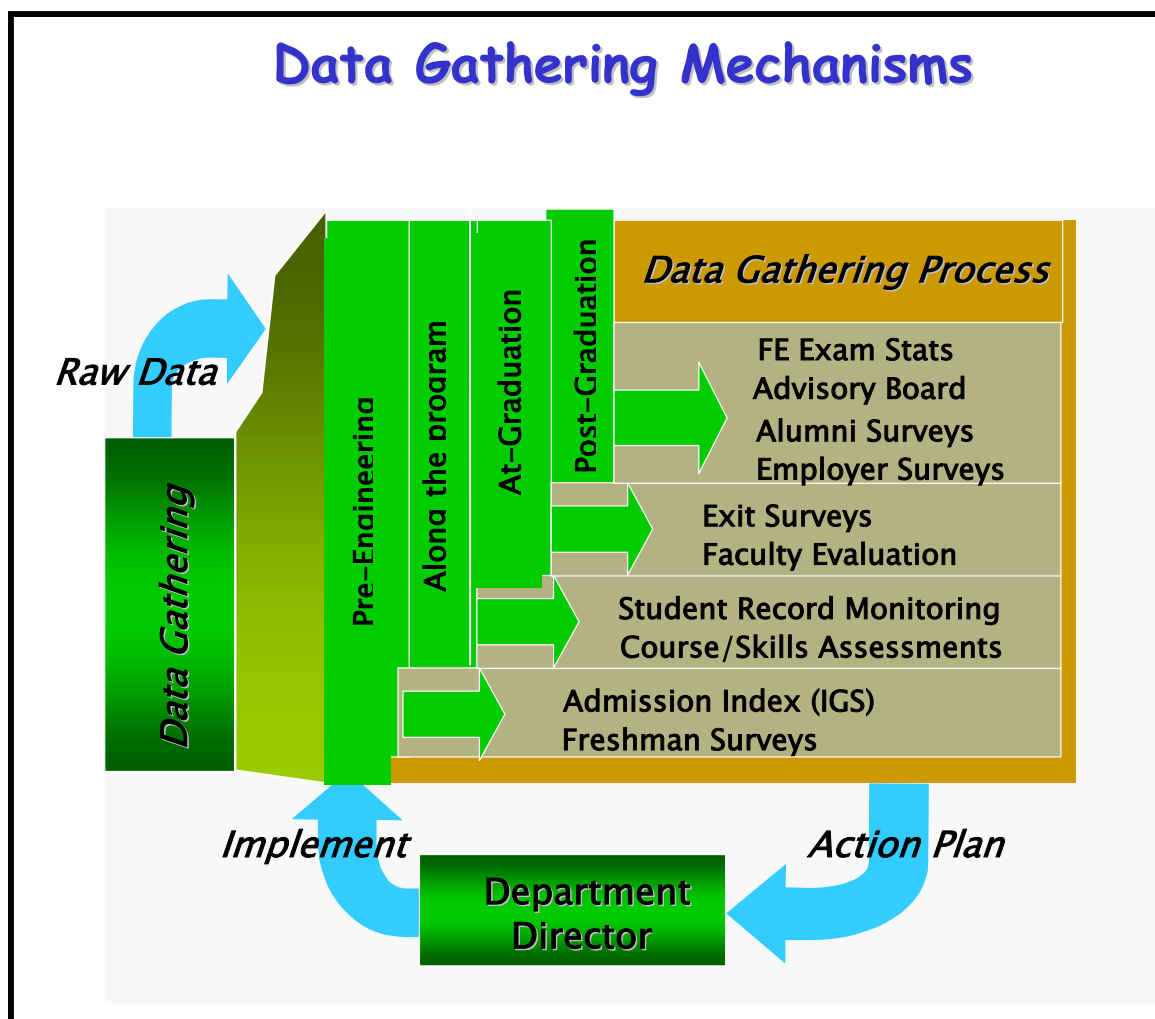 Data Gathering Mechanisms
Data Gathering Process
Raw Data
Data Gathering
Pre-Engineering
Along the program
At-Graduation
Post-Graduation
FE Exam Stats
Advisory Board
Alumni Surveys
Employer Surveys
Exit Surveys
Faculty Evaluation
Student Record Monitoring
Course/Skills Assessments
Admission Index (IGS)
Freshman Surveys
Implement
Action Plan
Department
Director